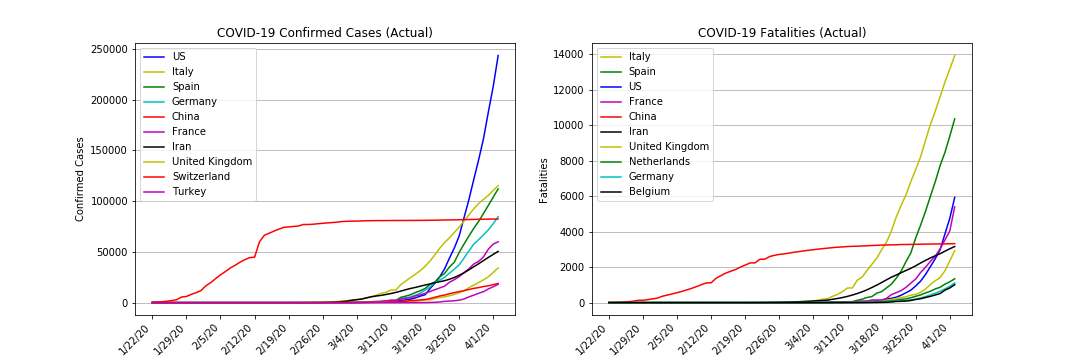 COVID-19 Confirmed Cases (Actual)
Confirmed Cases
250000
200000
150000
100000
50000
0
US
Italy
Spain
Germany
China
France
Iran
United Kingdom
Switzerland
Turkey
1/22/20
1/29/20
2/5/20
2/12/20
2/19/20
2/26/20
3/4/20
3/11/20
3/18/20
3/25/20
4/1/20
COVID-19 Fatalities (Actual)
Fatalities
14000
12000
10000
8000
6000
4000
2000
0
Italy
Spain
US
France
China
Iran
United Kingdom
Netherlands
Germany
Belgium
1/22/20
1/29/20
2/5/20
2/12/20
2/19/20
2/26/20
3/4/20
3/11/20
3/18/20
3/25/20
4/1/20